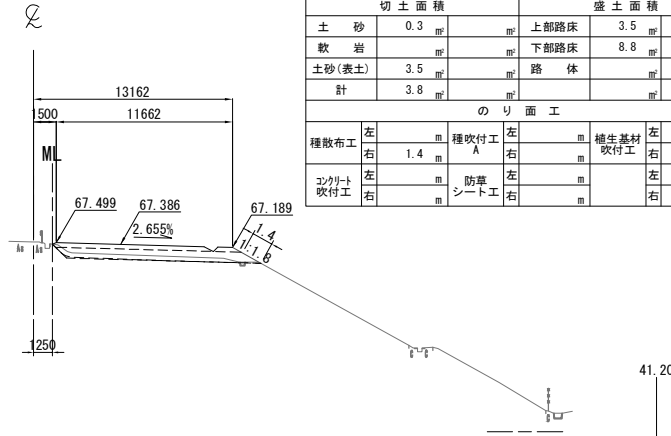 ℄
切土面積 盛土面積
土砂 0.3 m² m² 上部路床 3.5 m²
軟岩 m² m² 下部路床 8.8 m²
土砂(表土) 3.5 m² m² 路体 m²
計 3.8 m² m² m²
のり面工
種散布工 左 m 種吹付工A 左 m 植生基材吹付工 左
右 1.4 m 右 m 右
コンクリート吹付工 左 m 防草シート工 左 m 左
右 m 右 m 右
13162
1500 11662
ML
67.499
67.386
67.189
2.655%
1.4
1:1.8
1250
41.20